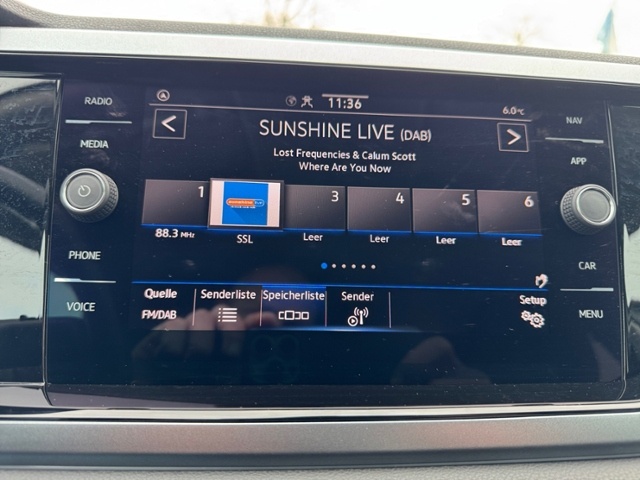 RADIO
MEDIA
PHONE
VOICE
11:36
6.0°C
SUNSHINE LIVE (DAB)
Lost Frequencies & Calum Scott
Where Are You Now
1
88.3 MHz
sunshine live
SSL
3
Leer
4
Leer
5
Leer
6
Leer
Quelle
FM/DAB
Senderliste
Speicherliste
Sender
Setup
NAV
APP
CAR
MENU